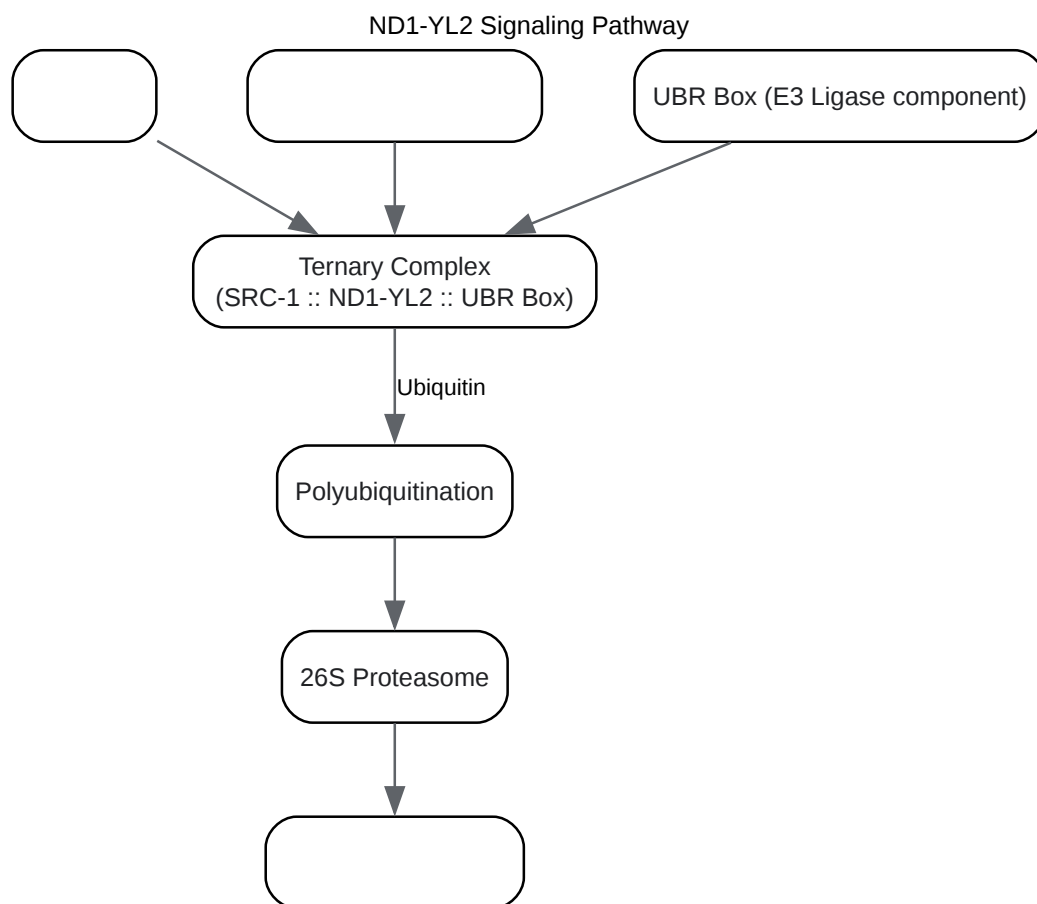 ND1-YL2 Signaling Pathway
UBR Box (E3 Ligase component)
Ternary Complex
(SRC-1 :: ND1-YL2 :: UBR Box)
Ubiquitin
Polyubiquitination
26S Proteasome